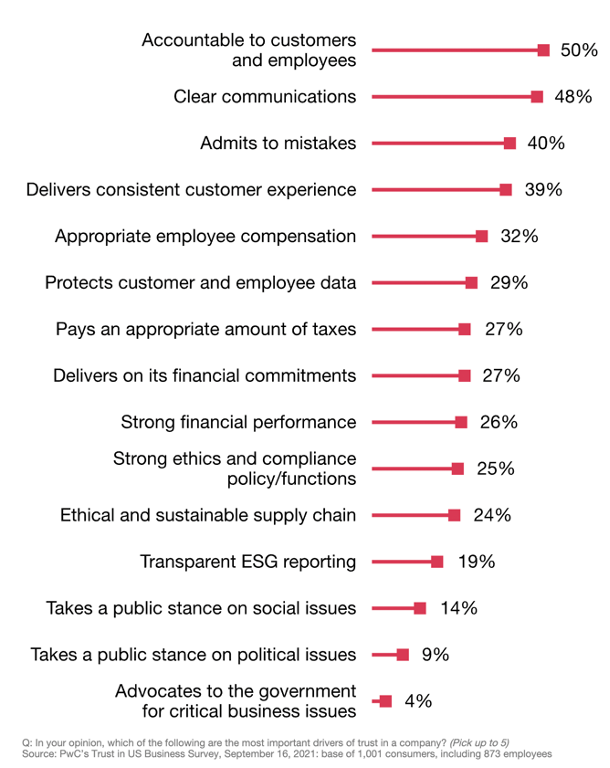 Accountable to customers
and employees
50%
Clear communications
48%
Admits to mistakes
40%
Delivers consistent customer experience
39%
Appropriate employee compensation
32%
Protects customer and employee data
29%
Pays an appropriate amount of taxes
27%
Delivers on its financial commitments
27%
Strong financial performance
26%
Strong ethics and compliance
policy/functions
25%
Ethical and sustainable supply chain
24%
Transparent ESG reporting
19%
Takes a public stance on social issues
14%
Takes a public stance on political issues
9%
Advocates to the government
for critical business issues
4%
Q: In your opinion, which of the following are the most important drivers of trust in a company? (Pick up to 5)
Source: PwC's Trust in US Business Survey, September 16, 2021: base of 1,001 consumers, including 873 employees